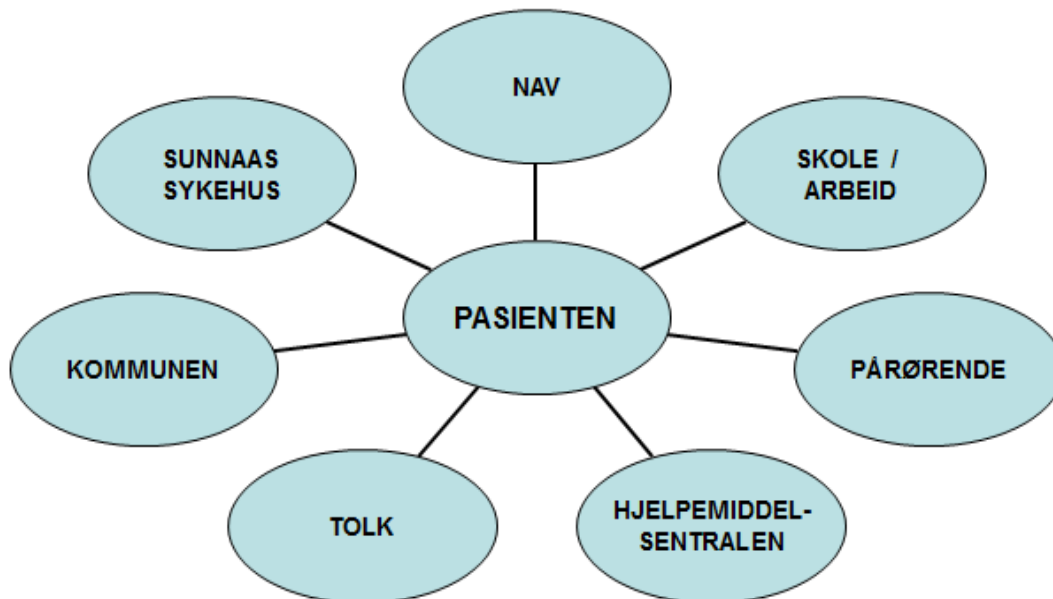 NAV
SUNNAAS
SYKEHUS
SKOLE /
ARBEID
PASIENTEN
KOMMUNEN
PÅRØRENDE
TOLK
HJELPEMIDDEL-
SENTRALEN